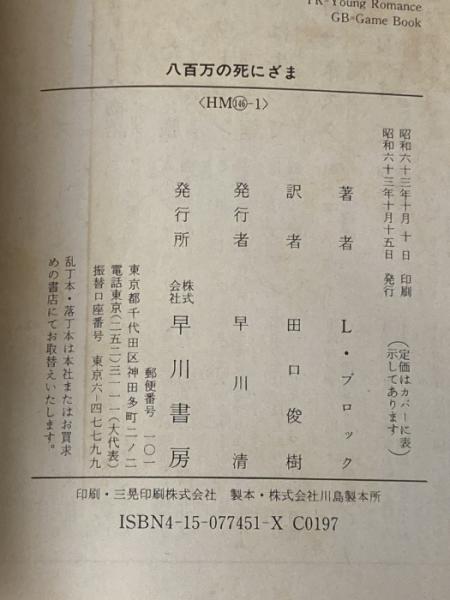 YR=Young Romance
GB=Game Book
八百万の死にざま
〈HM(146)-1〉
昭和六十三年十月十日 印刷
昭和六十三年十月十五日 発行
(定価はカバーに表
示してあります)
著者 L・ブロック
訳者 田口俊樹
発行者 早川清
発行所 株式会社 早川書房
郵便番号 一〇一
東京都千代田区神田多町二ノ二
電話東京(二五二)三一一一(大代表)
振替口座番号 東京六-四七七九九
乱丁本・落丁本は本社またはお買求
めの書店にてお取替えいたします。
印刷・三晃印刷株式会社 製本・株式会社川島製本所
ISBN4-15-077451-X C0197